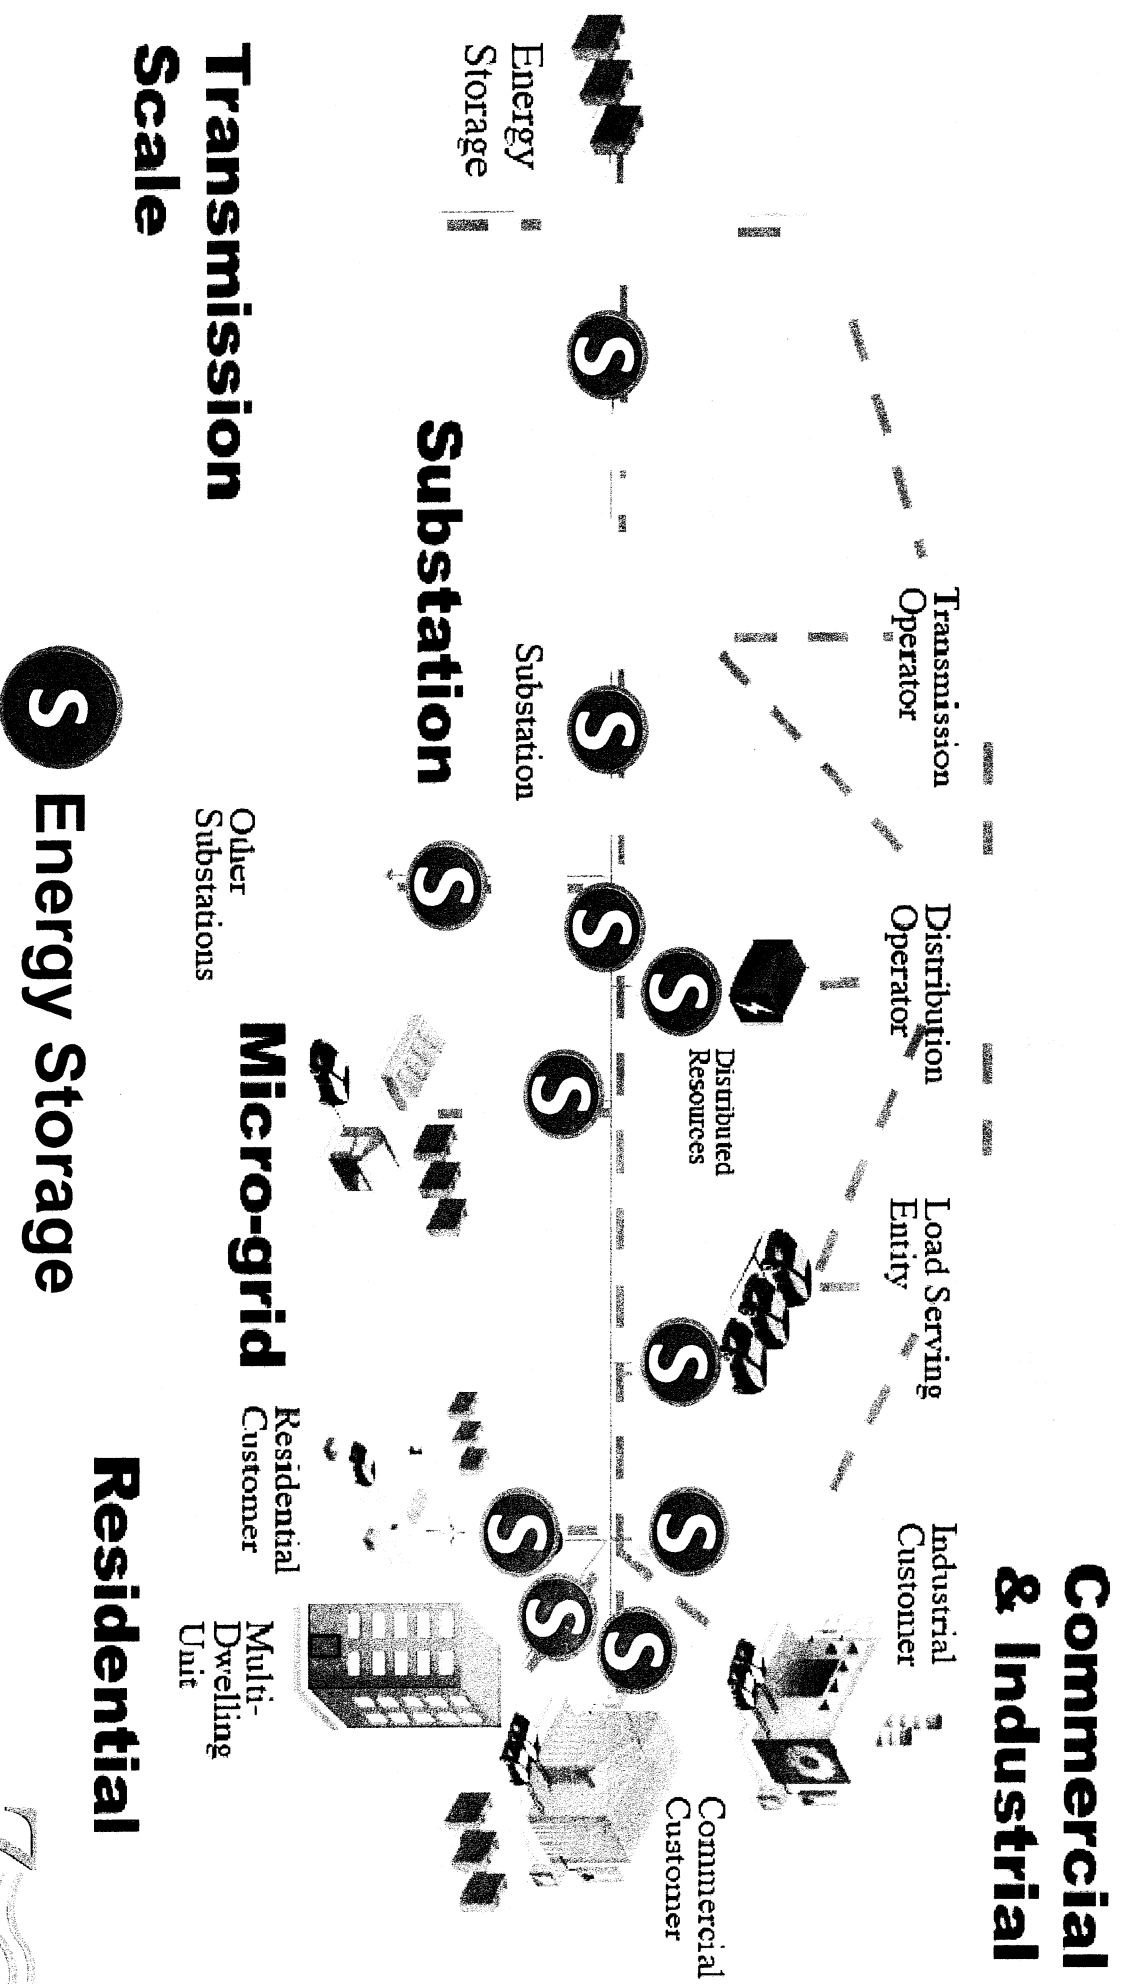 Commercial
& Industrial
Transmission
Operator
Distribution
Operator
Load Serving
Entity
Industrial
Customer
Distributed
Resources
Commercial
Customer
Energy
Storage
Substation
Substation
S
S
S
S
S
S
S
S
S
S
S
Transmission
Scale
Other
Substations
Micro-grid
Residential
Customer
Multi-
Dwelling
Unit
Residential
S Energy Storage